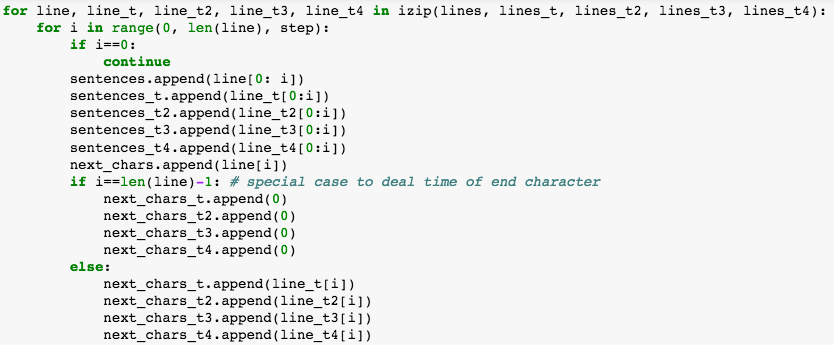 for line, line_t, line_t2, line_t3, line_t4 in izip(lines, lines_t, lines_t2, lines_t3, lines_t4):
    for i in range(0, len(line), step):
        if i==0:
            continue
        sentences.append(line[0: i])
        sentences_t.append(line_t[0:i])
        sentences_t2.append(line_t2[0:i])
        sentences_t3.append(line_t3[0:i])
        sentences_t4.append(line_t4[0:i])
        next_chars.append(line[i])
        if i==len(line)-1: # special case to deal time of end character
            next_chars_t.append(0)
            next_chars_t2.append(0)
            next_chars_t3.append(0)
            next_chars_t4.append(0)
        else:
            next_chars_t.append(line_t[i])
            next_chars_t2.append(line_t2[i])
            next_chars_t3.append(line_t3[i])
            next_chars_t4.append(line_t4[i])